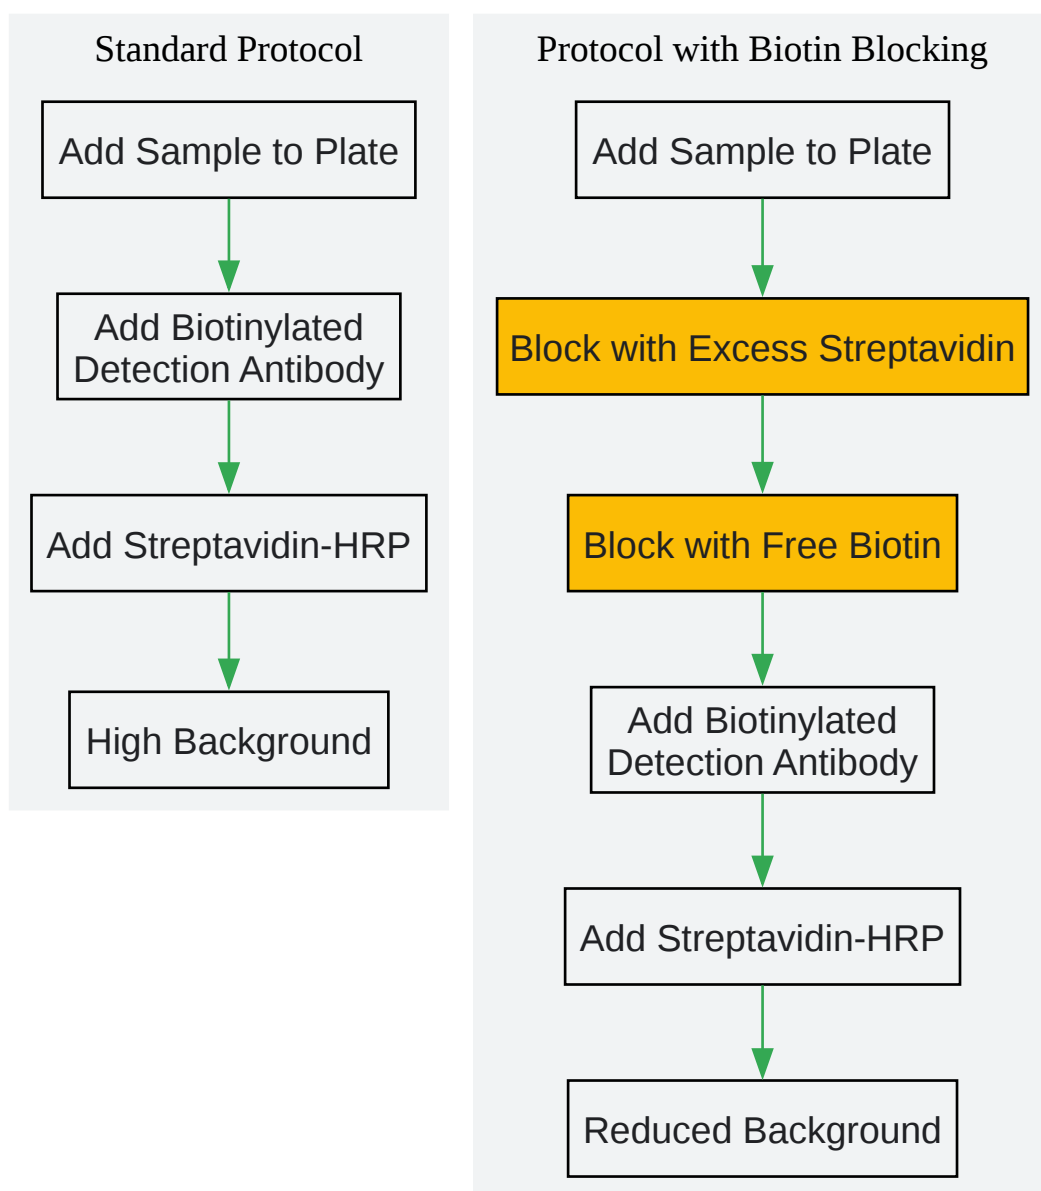 Standard Protocol
Add Sample to Plate
Add Biotinylated
Detection Antibody
Add Streptavidin-HRP
High Background
Protocol with Biotin Blocking
Add Sample to Plate
Block with Excess Streptavidin
Block with Free Biotin
Add Biotinylated
Detection Antibody
Add Streptavidin-HRP
Reduced Background